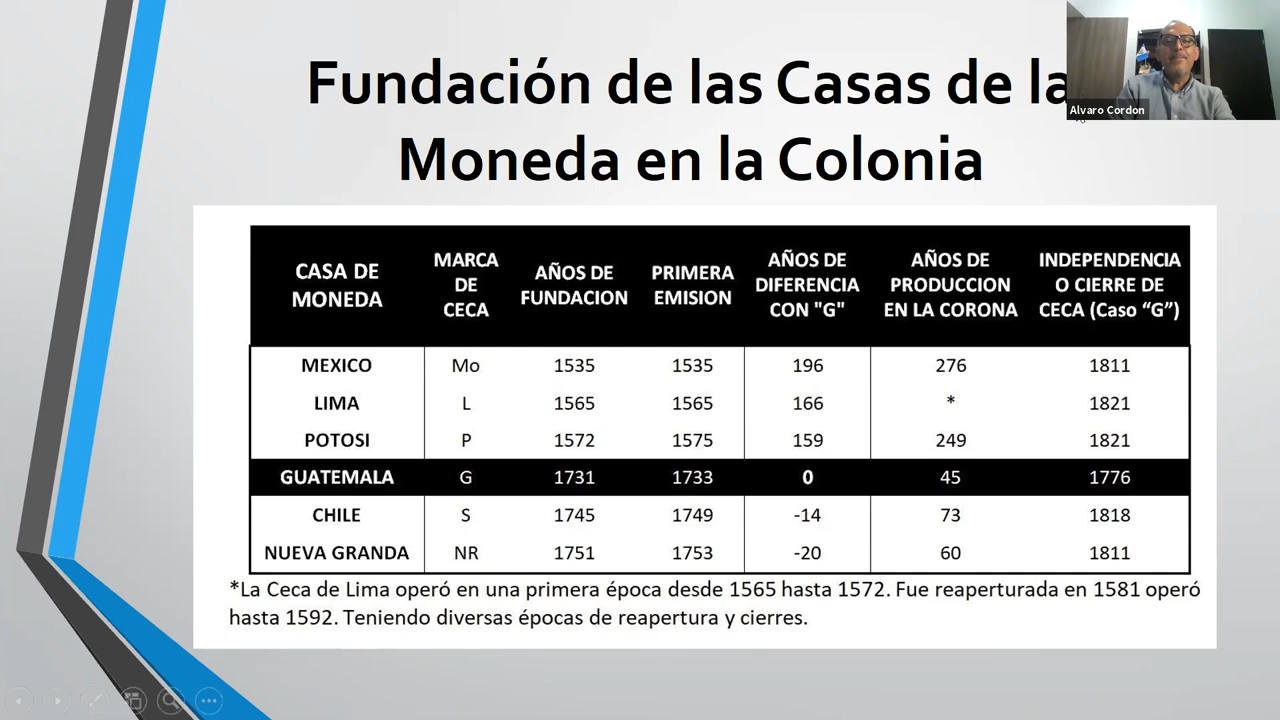 Fundación de las Casas de la
Moneda en la Colonia
Alvaro Cordon
CASA DE MONEDA MARCA DE CECA AÑOS DE FUNDACION PRIMERA EMISION AÑOS DE DIFERENCIA CON "G" AÑOS DE PRODUCCION EN LA CORONA INDEPENDENCIA O CIERRE DE CECA (Caso “G”)
MEXICO Mo 1535 1535 196 276 1811
LIMA L 1565 1565 166 * 1821
POTOSI P 1572 1575 159 249 1821
GUATEMALA G 1731 1733 0 45 1776
CHILE S 1745 1749 -14 73 1818
NUEVA GRANDA NR 1751 1753 -20 60 1811
*La Ceca de Lima operó en una primera época desde 1565 hasta 1572. Fue reaperturada en 1581 operó
hasta 1592. Teniendo diversas épocas de reapertura y cierres.